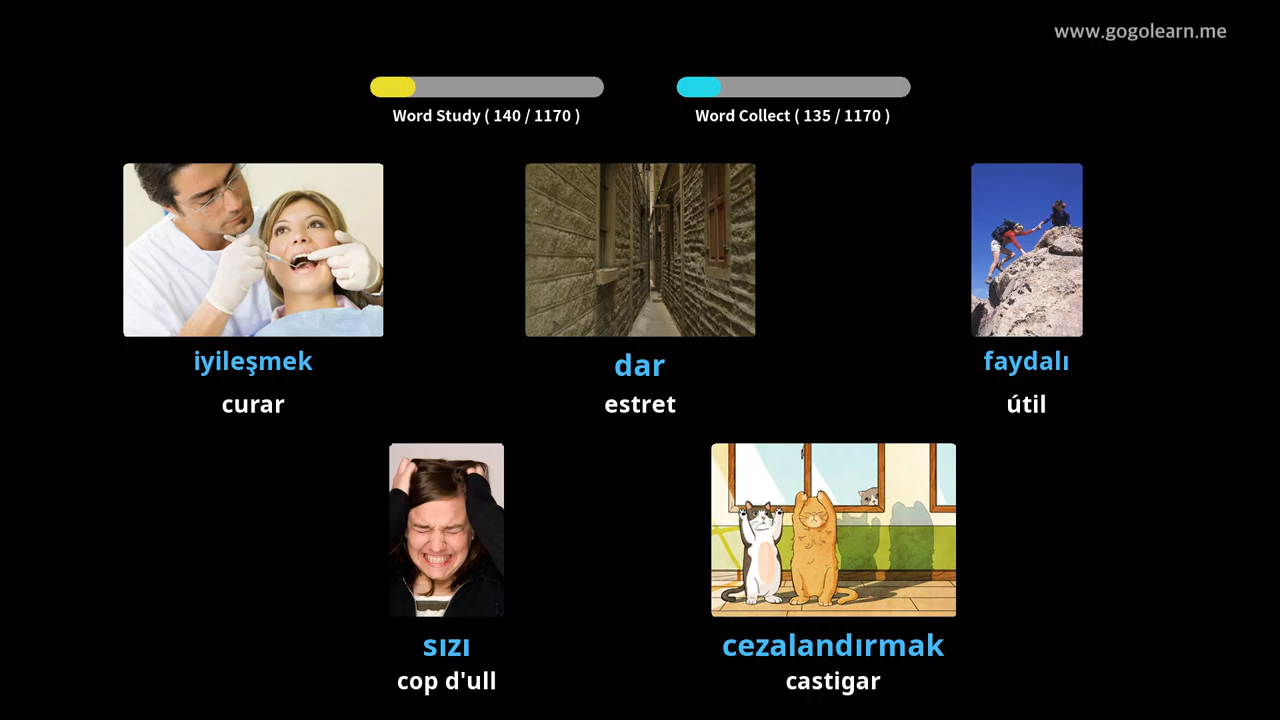 www.gogolearn.me
Word Study ( 140 / 1170 )
Word Collect ( 135 / 1170 )
iyileşmek
dar
faydalı
curar
estret
útil
sızı
cezalandırmak
cop d'ull
castigar